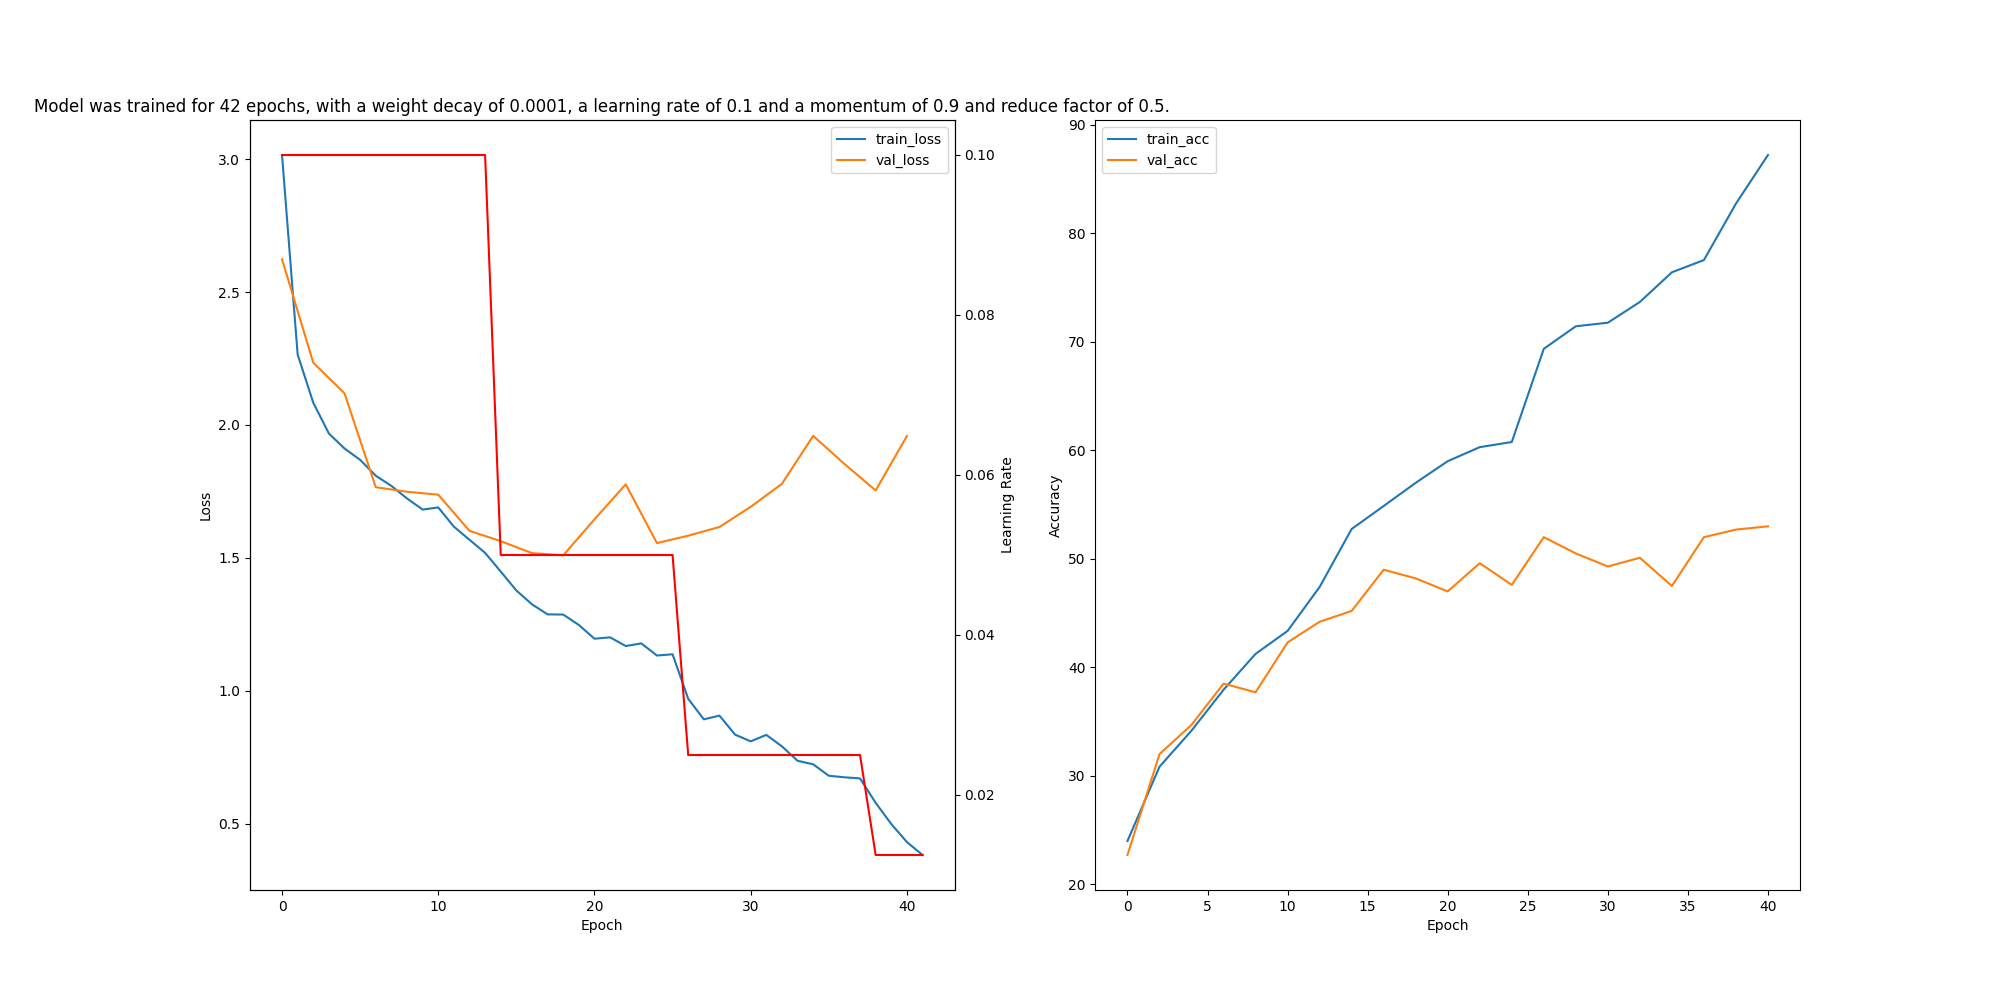 Model was trained for 42 epochs, with a weight decay of 0.0001, a learning rate of 0.1 and a momentum of 0.9 and reduce factor of 0.5.
train_loss
val_loss
3.0
2.5
2.0
1.5
1.0
0.5
Loss
0 10 20 30 40
Epoch
0.10
0.08
0.06
0.04
0.02
Learning Rate
train_acc
val_acc
90
80
70
60
50
40
30
20
Accuracy
0 5 10 15 20 25 30 35 40
Epoch